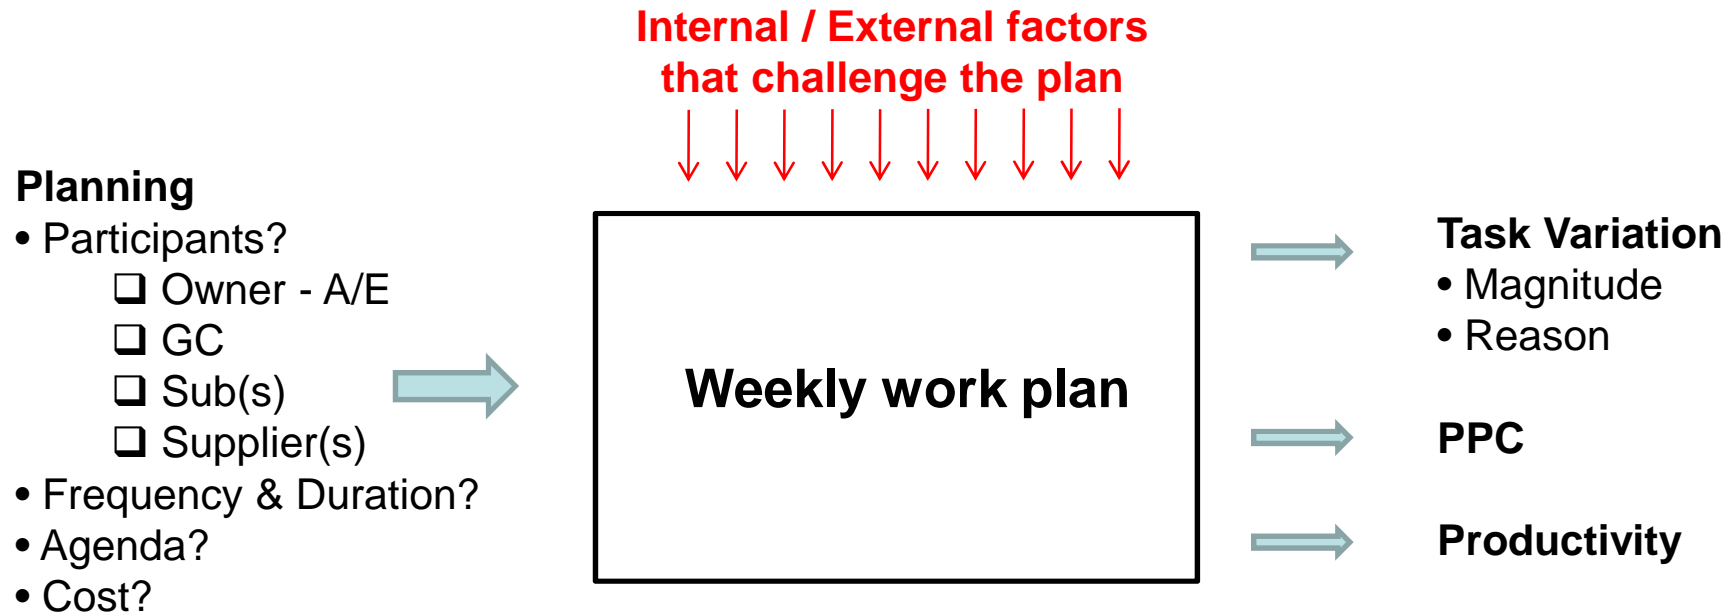 Internal / External factors
that challenge the plan
Planning
• Participants?
❑ Owner - A/E
❑ GC
❑ Sub(s)
❑ Supplier(s)
• Frequency & Duration?
• Agenda?
• Cost?
Weekly work plan
Task Variation
• Magnitude
• Reason
PPC
Productivity